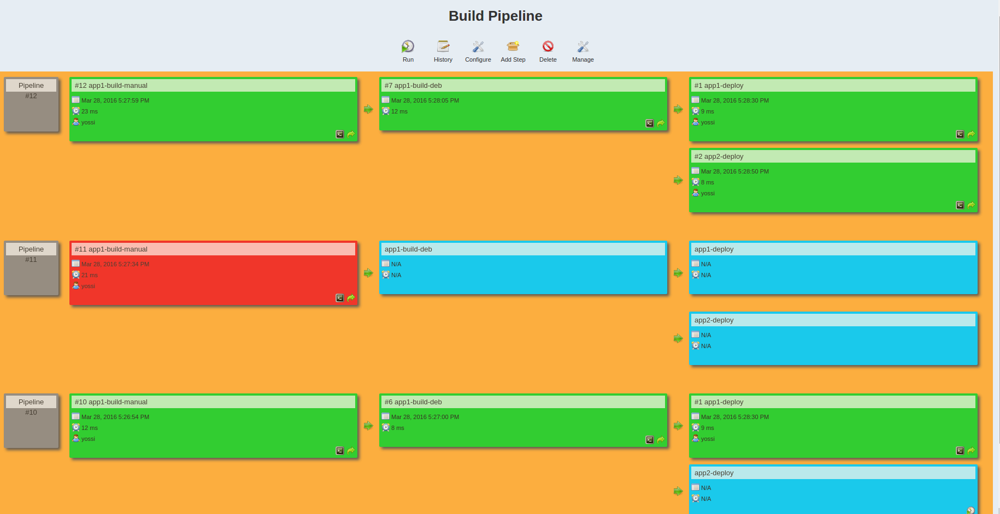 Build Pipeline
Run History Configure Add Step Delete Manage
Pipeline
#12
#12 app1-build-manual
Mar 28, 2016 5:27:59 PM
23 ms
yossi
#7 app1-build-deb
Mar 28, 2016 5:28:05 PM
12 ms
#1 app1-deploy
Mar 28, 2016 5:28:30 PM
9 ms
yossi
#2 app2-deploy
Mar 28, 2016 5:28:50 PM
8 ms
yossi
Pipeline
#11
#11 app1-build-manual
Mar 28, 2016 5:27:34 PM
21 ms
yossi
app1-build-deb
N/A
N/A
app1-deploy
N/A
N/A
app2-deploy
N/A
N/A
Pipeline
#10
#10 app1-build-manual
Mar 28, 2016 5:26:54 PM
12 ms
yossi
#6 app1-build-deb
Mar 28, 2016 5:27:00 PM
8 ms
#1 app1-deploy
Mar 28, 2016 5:28:30 PM
9 ms
yossi
app2-deploy
N/A
N/A